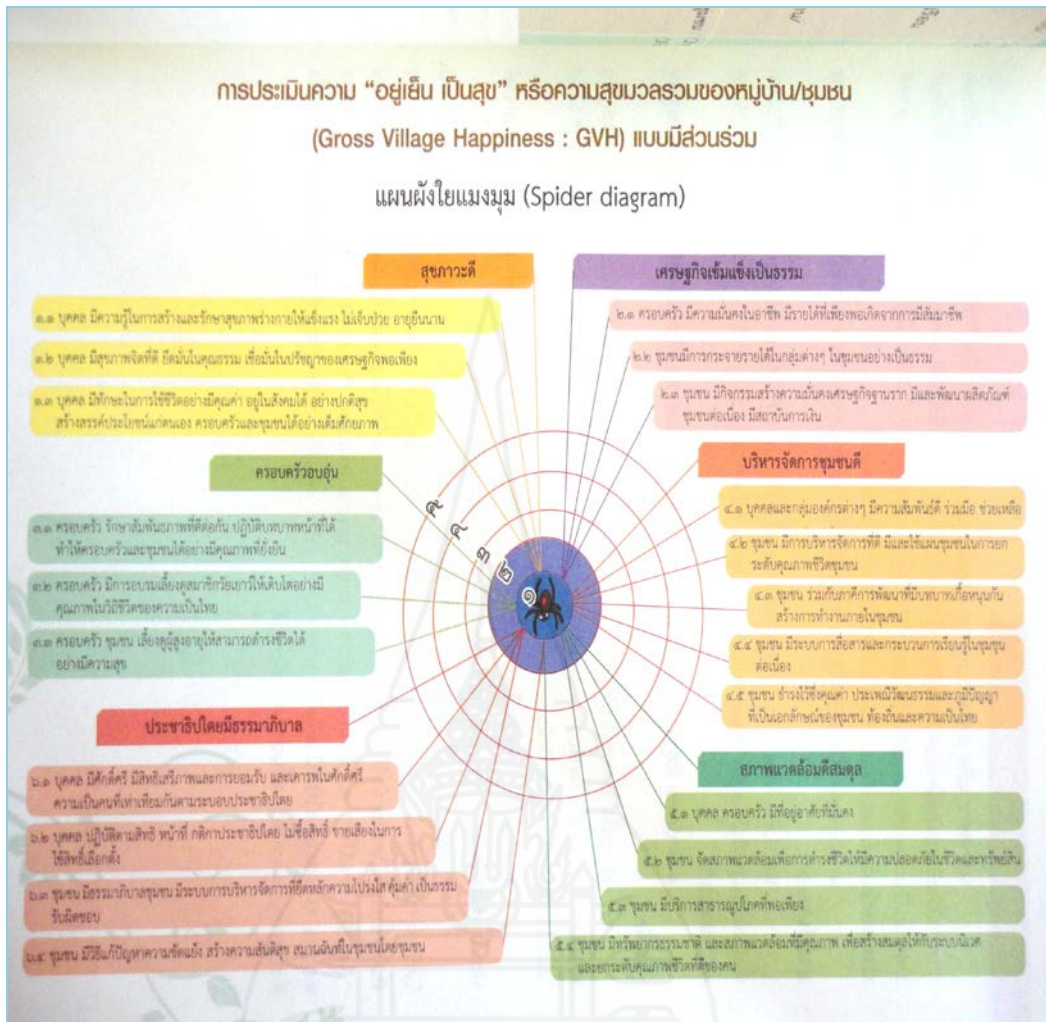 การประเมินความ “อยู่เย็น เป็นสุข” หรือความสุขมวลรวมของหมู่บ้าน/ชุมชน
(Gross Village Happiness : GVH) แบบมีส่วนร่วม
แผนผังใยแมงมุม (Spider diagram)
สุขภาวะดี
๑.๑ บุคคล มีความรู้ในการสร้างและรักษาสุขภาพร่างกายให้แข็งแรง ไม่เจ็บป่วย อายุยืนนาน
๑.๒ บุคคล มีสุขภาพจิตที่ดี ยึดมั่นในคุณธรรม เชื่อมั่นในปรัชญาของเศรษฐกิจพอเพียง
๑.๓ บุคคล มีทักษะในการใช้ชีวิตอย่างมีคุณค่า อยู่ในสังคมได้ อย่างปกติสุข
สร้างสรรค์ประโยชน์แก่ตนเอง ครอบครัวและชุมชนได้อย่างเต็มศักยภาพ
เศรษฐกิจเข้มแข็งเป็นธรรม
๒.๑ ครอบครัว มีความมั่นคงในอาชีพ มีรายได้ที่เพียงพอเกิดจากการมีสัมมาชีพ
๒.๒ ชุมชนมีการกระจายรายได้ในกลุ่มต่างๆ ในชุมชนอย่างเป็นธรรม
๒.๓ ชุมชน มีกิจกรรมสร้างความมั่นคงเศรษฐกิจฐานราก มีและพัฒนาผลิตภัณฑ์
ชุมชนต่อเนื่อง มีสถาบันการเงิน
ครอบครัวอบอุ่น
๓.๑ ครอบครัว รักษาสัมพันธภาพที่ดีต่อกัน ปฏิบัติบทบาทหน้าที่ได้
ทำให้ครอบครัวและชุมชนได้อย่างมีคุณภาพที่ยั่งยืน
๓.๒ ครอบครัว มีการอบรมเลี้ยงดูสมาชิกวัยเยาว์ให้เติบโตอย่างมี
คุณภาพในวิถีชีวิตของความเป็นไทย
๓.๓ ครอบครัว ชุมชน เลี้ยงดูผู้สูงอายุให้สามารถดำรงชีวิตได้
อย่างมีความสุข
บริหารจัดการชุมชนดี
๔.๑ บุคคลและกลุ่มองค์กรต่างๆ มีความสัมพันธ์ดี ร่วมมือ ช่วยเหลือ
๔.๒ ชุมชน มีการบริหารจัดการที่ดี มีและใช้แผนชุมชนในการยก
ระดับคุณภาพชีวิตชุมชน
๔.๓ ชุมชน ร่วมกับภาคีการพัฒนาที่มีบทบาทเกื้อหนุนกัน
สร้างการทำงานภายในชุมชน
๔.๔ ชุมชน มีระบบการสื่อสารและกระบวนการเรียนรู้ในชุมชุน
ต่อเนื่อง
๔.๕ ชุมชน ธำรงไว้ซึ่งคุณค่า ประเพณีวัฒนธรรมและภูมิปัญญา
ที่เป็นเอกลักษณ์ของชุมชน ท้องถิ่นและความเป็นไทย
๕
๔
๓
๒
๑
ประชาธิปไตยมีธรรมาภิบาล
๖.๑ บุคคล มีศักดิ์ศรี มีสิทธิเสรีภาพและการยอมรับ และเคารพในศักดิ์ศรี
ความเป็นคนที่เท่าเทียมกันตามระบอบประชาธิปไตย
๖.๒ บุคคล ปฏิบัติตามสิทธิ หน้าที่ กติกาประชาธิปไตย ไม่ซื้อสิทธิ์ ขายเสียงในการ
ใช้สิทธิ์เลือกตั้ง
๖.๓ ชุมชน มีธรรมาภิบาลชุมชน มีระบบการบริหารจัดการที่ยึดหลักความโปร่งใส คุ้มค่า เป็นธรรม
รับผิดชอบ
๖.๔ ชุมชน มีวิธีแก้ปัญหาความขัดแย้ง สร้างความสันติสุข สมานฉันท์ในชุมชนโดยชุมชน
สภาพแวดล้อมดีสมดุล
๕.๑ บุคคล ครอบครัว มีที่อยู่อาศัยที่มั่นคง
๕.๒ ชุมชน จัดสภาพแวดล้อมเพื่อการดำรงชีวิตให้มีความปลอดภัยในชีวิตและทรัพย์สิน
๕.๓ ชุมชน มีบริการสาธารณูปโภคที่พอเพียง
๕.๔ ชุมชน มีทรัพยากรธรรมชาติ และสภาพแวดล้อมที่มีคุณภาพ เพื่อสร้างสมดุลให้กับระบบนิเวศ
และยกระดับคุณภาพชีวิตที่ดีของคน